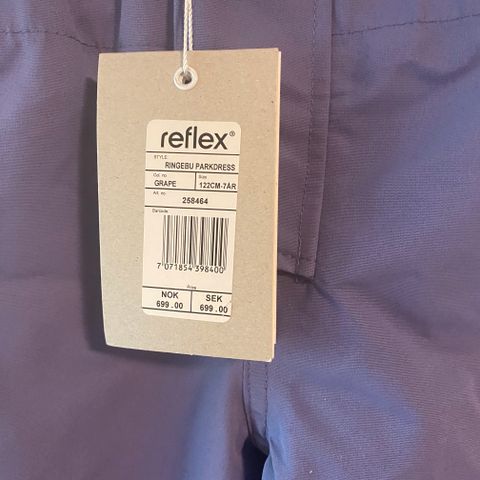 reflex®
STYLE
RINGEBU PARKDRESS
Col. no
Size
GRAPE
122CM-7ÅR
Art. no
258464
Barcode
7 071854 398400
Price
NOK
SEK
699.00
699.00